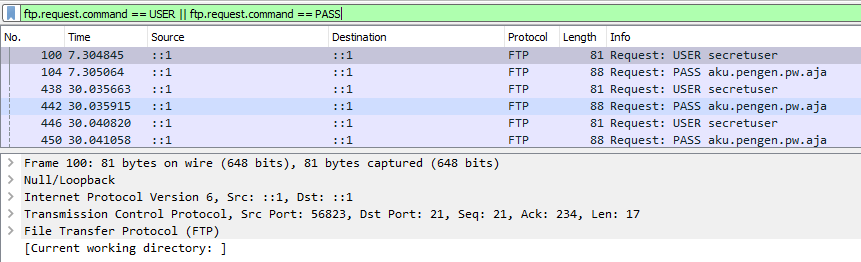 ftp.request.command == USER || ftp.request.command == PASS
No. Time Source Destination Protocol Length Info
100 7.304845 ::1 ::1 FTP 81 Request: USER secretuser
104 7.305064 ::1 ::1 FTP 88 Request: PASS aku.pengen.pw.aja
438 30.035663 ::1 ::1 FTP 81 Request: USER secretuser
442 30.035915 ::1 ::1 FTP 88 Request: PASS aku.pengen.pw.aja
446 30.040820 ::1 ::1 FTP 81 Request: USER secretuser
450 30.041058 ::1 ::1 FTP 88 Request: PASS aku.pengen.pw.aja
Frame 100: 81 bytes on wire (648 bits), 81 bytes captured (648 bits)
Null/Loopback
Internet Protocol Version 6, Src: ::1, Dst: ::1
Transmission Control Protocol, Src Port: 56823, Dst Port: 21, Seq: 21, Ack: 234, Len: 17
File Transfer Protocol (FTP)
[Current working directory: ]